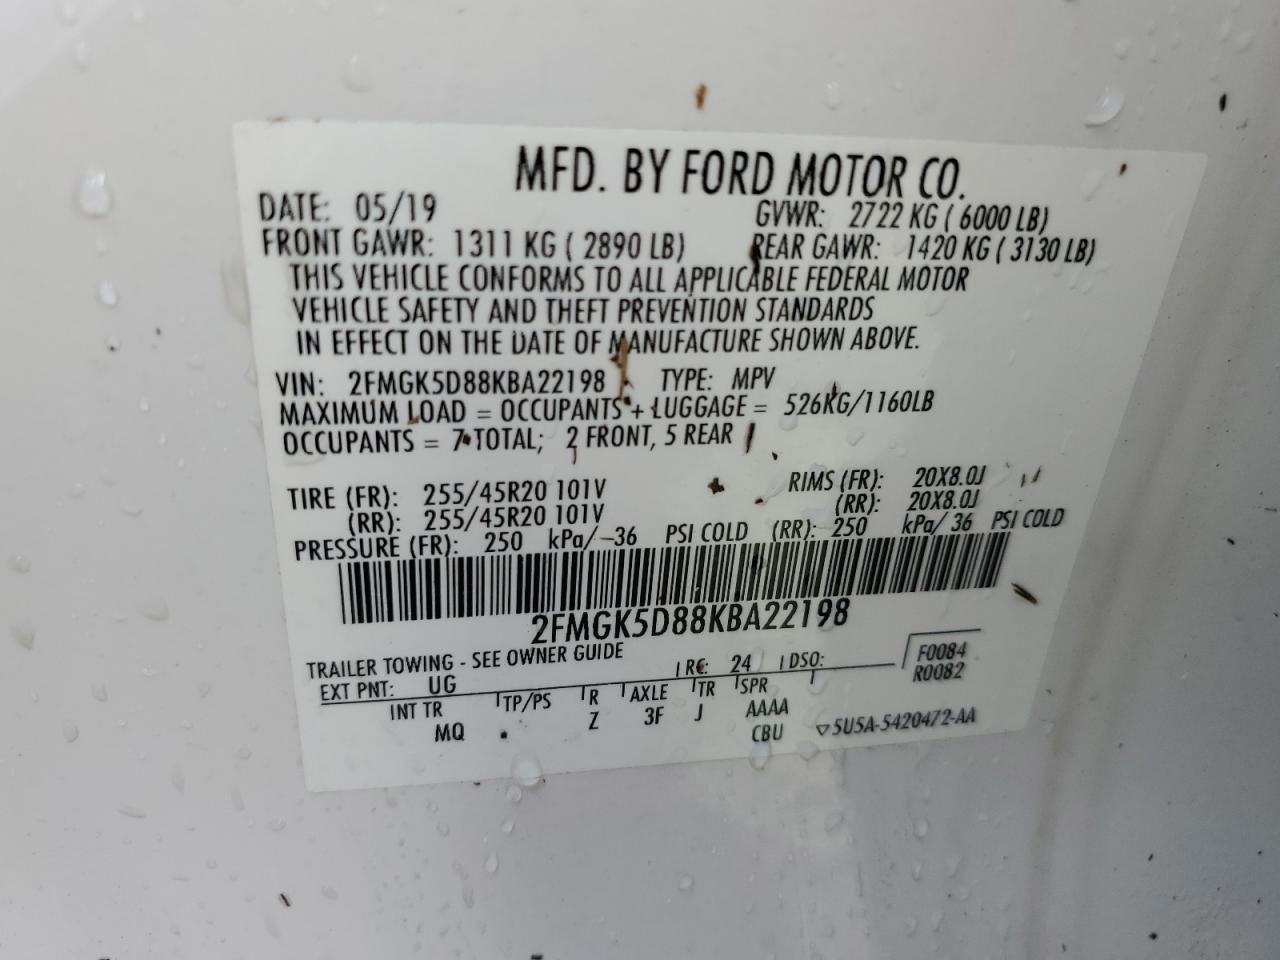 MFD. BY FORD MOTOR CO.
DATE: 05/19 GVWR: 2722 KG ( 6000 LB)
FRONT GAWR: 1311 KG ( 2890 LB) REAR GAWR: 1420 KG ( 3130 LB)
THIS VEHICLE CONFORMS TO ALL APPLICABLE FEDERAL MOTOR
VEHICLE SAFETY AND THEFT PREVENTION STANDARDS
IN EFFECT ON THE DATE OF MANUFACTURE SHOWN ABOVE.
VIN: 2FMGK5D88KBA22198 TYPE: MPV
MAXIMUM LOAD = OCCUPANTS + LUGGAGE = 526KG/1160LB
OCCUPANTS = 7 TOTAL; 2 FRONT, 5 REAR
TIRE (FR): 255/45R20 101V RIMS (FR): 20X8.0J
(RR): 255/45R20 101V (RR): 20X8.0J
PRESSURE (FR): 250 kPa/ 36 PSI COLD (RR): 250 kPa/ 36 PSI COLD
2FMGK5D88KBA22198
TRAILER TOWING - SEE OWNER GUIDE
EXT PNT: UG RC: 24 DSO: F0084
R0082
INT TR TP/PS R AXLE TR SPR
MQ Z 3F J AAAA
CBU ▽5U5A-5420472-AA